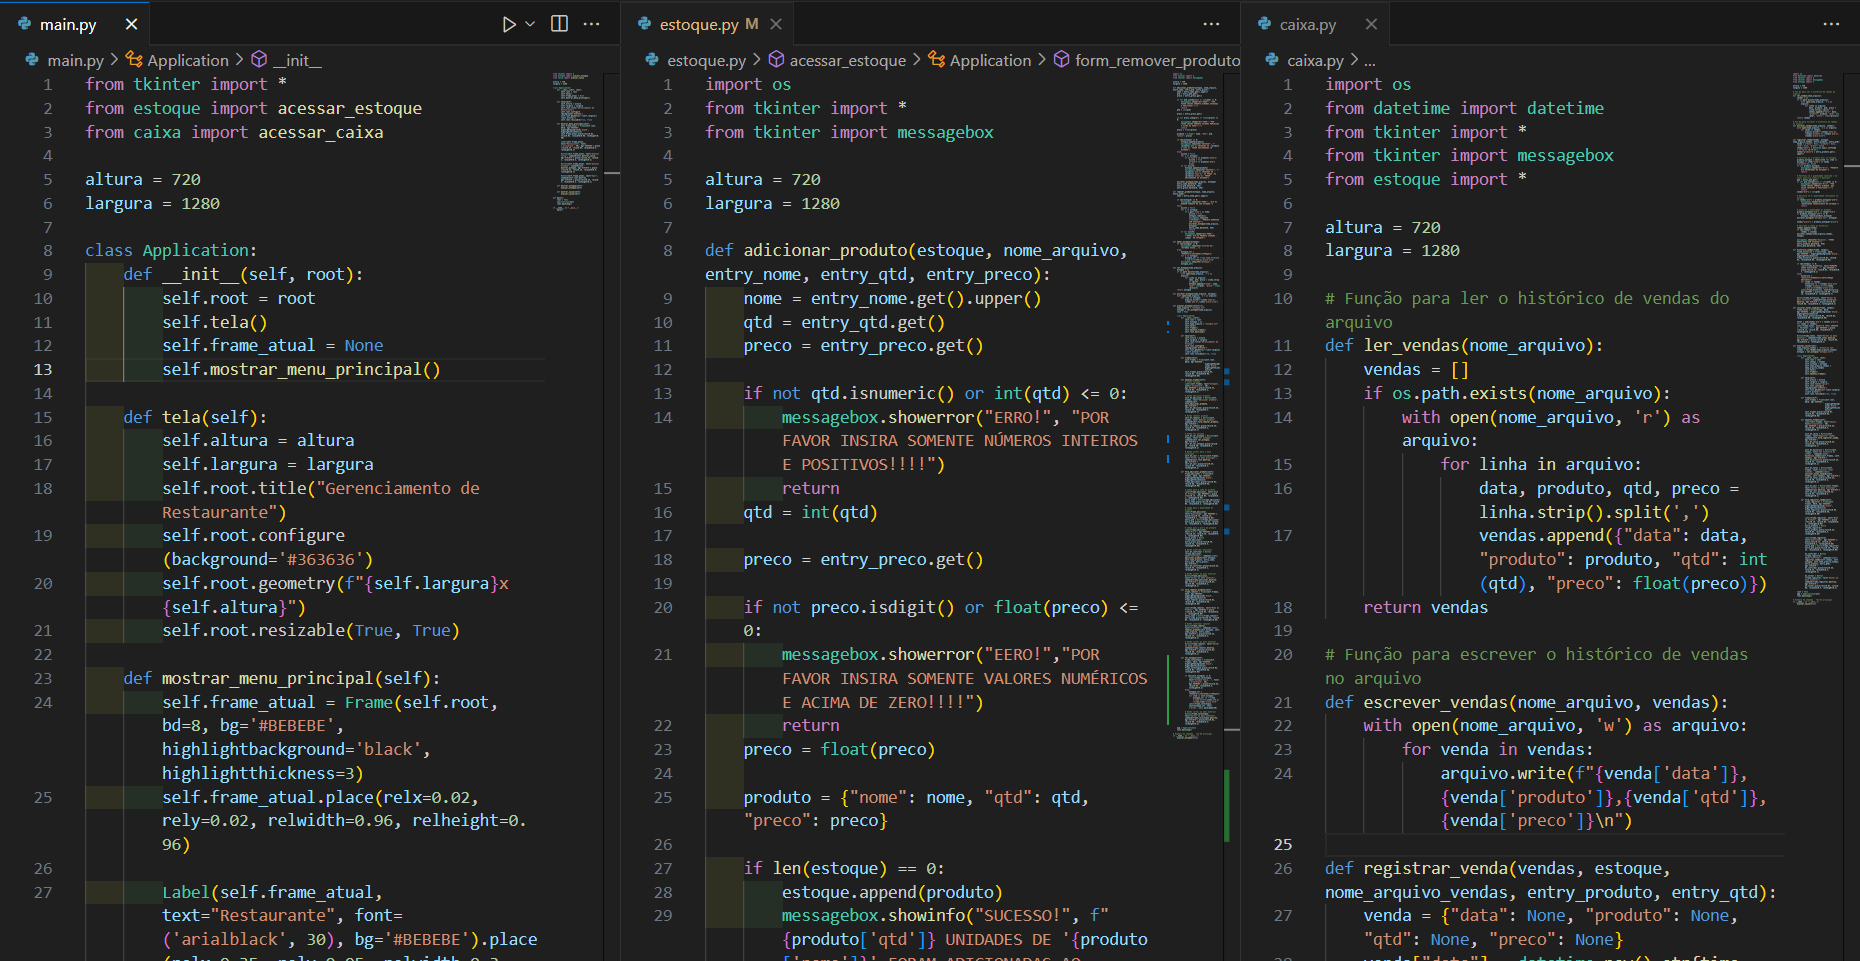 main.py
main.py > Application > __init__
1 from tkinter import *
2 from estoque import acessar_estoque
3 from caixa import acessar_caixa
4
5 altura = 720
6 largura = 1280
7
8 class Application:
9 def __init__(self, root):
10 self.root = root
11 self.tela()
12 self.frame_atual = None
13 self.mostrar_menu_principal()
14
15 def tela(self):
16 self.altura = altura
17 self.largura = largura
18 self.root.title("Gerenciamento de
Restaurante")
19 self.root.configure
(background='#363636')
20 self.root.geometry(f"{self.largura}x
{self.altura}")
21 self.root.resizable(True, True)
22
23 def mostrar_menu_principal(self):
24 self.frame_atual = Frame(self.root,
bd=8, bg='#BEBEBE',
highlightbackground='black',
highlightthickness=3)
25 self.frame_atual.place(relx=0.02,
rely=0.02, relwidth=0.96, relheight=0.
96)
26
27 Label(self.frame_atual,
text="Restaurante", font=
('arialblack', 30), bg='#BEBEBE').place
estoque.py M
estoque.py > acessar_estoque > Application > form_remover_produto
1 import os
2 from tkinter import *
3 from tkinter import messagebox
4
5 altura = 720
6 largura = 1280
7
8 def adicionar_produto(estoque, nome_arquivo,
entry_nome, entry_qtd, entry_preco):
9 nome = entry_nome.get().upper()
10 qtd = entry_qtd.get()
11 preco = entry_preco.get()
12
13 if not qtd.isnumeric() or int(qtd) <= 0:
14 messagebox.showerror("ERRO!", "POR
FAVOR INSIRA SOMENTE NÚMEROS INTEIROS
E POSITIVOS!!!!")
15 return
16 qtd = int(qtd)
17
18 preco = entry_preco.get()
19
20 if not preco.isdigit() or float(preco) <=
0:
21 messagebox.showerror("EERO!","POR
FAVOR INSIRA SOMENTE VALORES NUMÉRICOS
E ACIMA DE ZERO!!!!")
22 return
23 preco = float(preco)
24
25 produto = {"nome": nome, "qtd": qtd,
"preco": preco}
26
27 if len(estoque) == 0:
28 estoque.append(produto)
29 messagebox.showinfo("SUCESSO!", f"
{produto['qtd']} UNIDADES DE '{produto
caixa.py
caixa.py > ...
1 import os
2 from datetime import datetime
3 from tkinter import *
4 from tkinter import messagebox
5 from estoque import *
6
7 altura = 720
8 largura = 1280
9
10 # Função para ler o histórico de vendas do
arquivo
11 def ler_vendas(nome_arquivo):
12 vendas = []
13 if os.path.exists(nome_arquivo):
14 with open(nome_arquivo, 'r') as
arquivo:
15 for linha in arquivo:
16 data, produto, qtd, preco =
linha.strip().split(',')
17 vendas.append({"data": data,
"produto": produto, "qtd": int
(qtd), "preco": float(preco)})
18 return vendas
19
20 # Função para escrever o histórico de vendas
no arquivo
21 def escrever_vendas(nome_arquivo, vendas):
22 with open(nome_arquivo, 'w') as arquivo:
23 for venda in vendas:
24 arquivo.write(f"{venda['data']},
{venda['produto']},{venda['qtd']},
{venda['preco']}\n")
25
26 def registrar_venda(vendas, estoque,
nome_arquivo_vendas, entry_produto, entry_qtd):
27 venda = {"data": None, "produto": None,
"qtd": None, "preco": None}